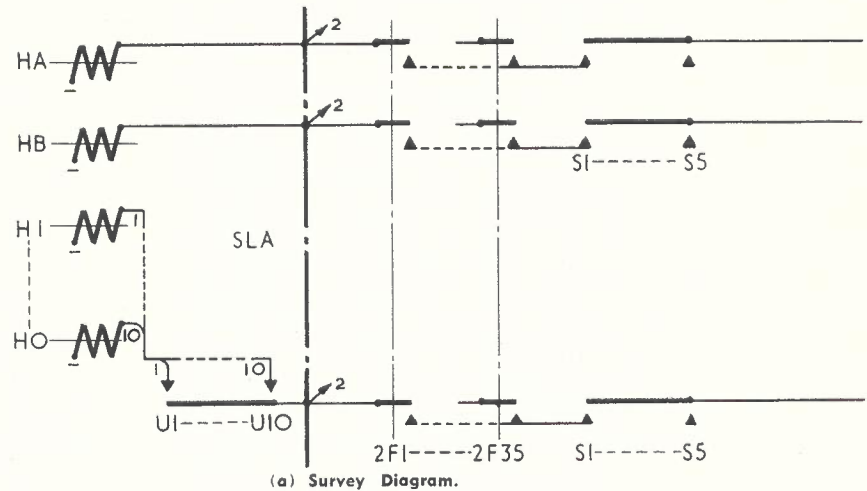 HA
2
2
HB
2
S1 S5
H1
1
SLA
HO
10
1 10
2
U1 U10
2F1 2F35
S1 S5
(a) Survey Diagram.